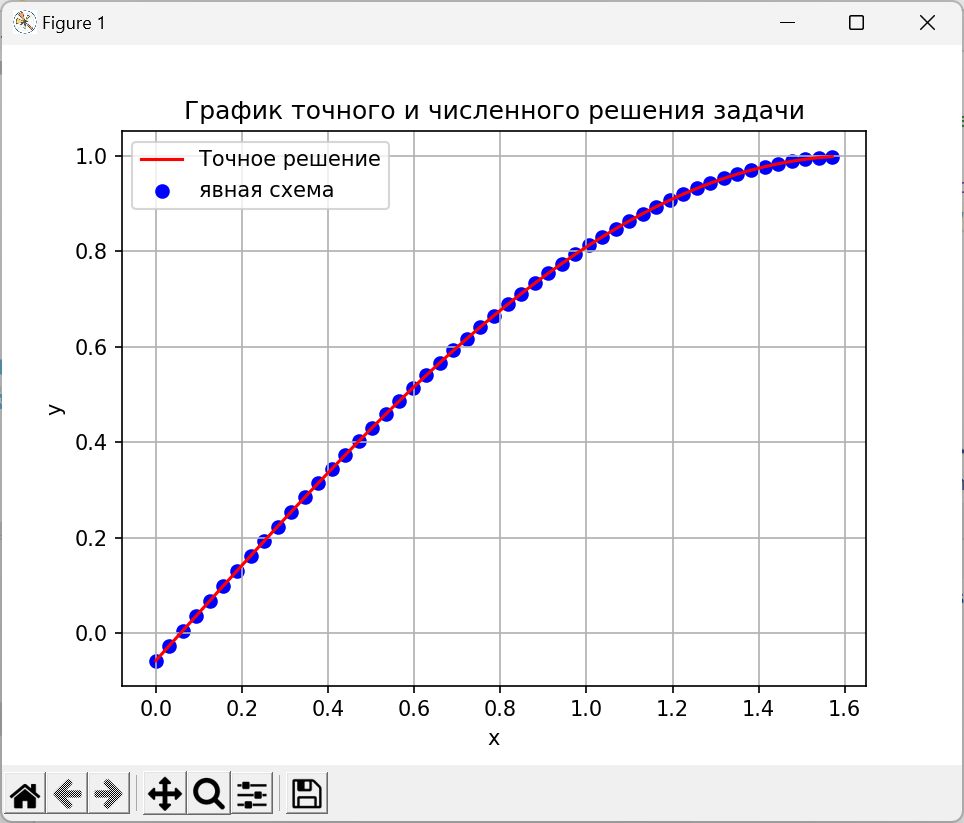 Figure 1
График точного и численного решения задачи
Точное решение
явная схема
1.0
0.8
0.6
0.4
0.2
0.0
y
0.0 0.2 0.4 0.6 0.8 1.0 1.2 1.4 1.6
x